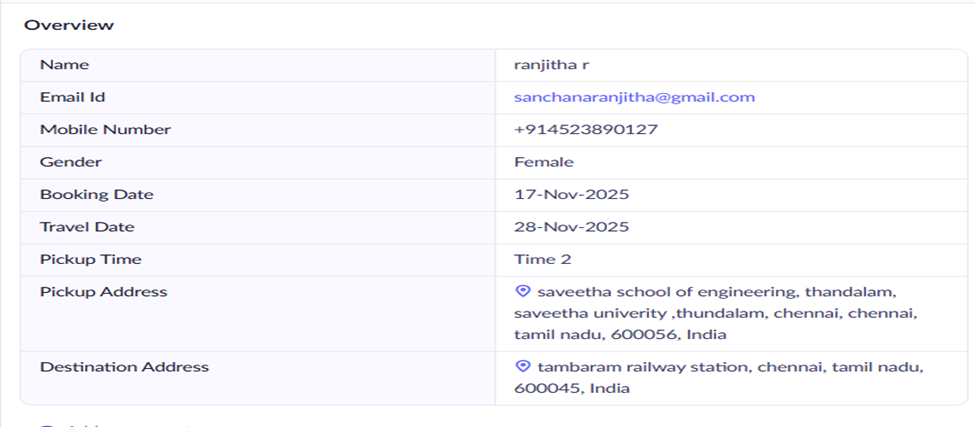 Overview
Name
ranjitha r
Email Id
sanchanaranjitha@gmail.com
Mobile Number
+914523890127
Gender
Female
Booking Date
17-Nov-2025
Travel Date
28-Nov-2025
Pickup Time
Time 2
Pickup Address
saveetha school of engineering, thandalam,
saveetha univerity ,thundalam, chennai, chennai,
tamil nadu, 600056, India
Destination Address
tambaram railway station, chennai, tamil nadu,
600045, India